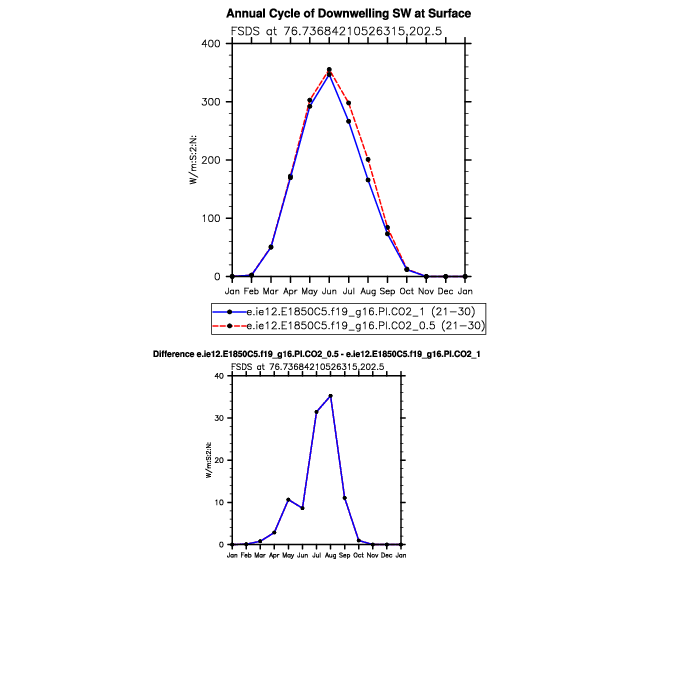 Annual Cycle of Downwelling SW at Surface
FSDS at 76.73684210526315,202.5
400
300
200
100
0
W/m:S:2:N:
Jan Feb Mar Apr May Jun Jul Aug Sep Oct Nov Dec Jan
e.ie12.E1850C5.f19_g16.PI.CO2_1 (21-30)
e.ie12.E1850C5.f19_g16.PI.CO2_0.5 (21-30)
Difference e.ie12.E1850C5.f19_g16.PI.CO2_0.5 - e.ie12.E1850C5.f19_g16.PI.CO2_1
FSDS at 76.73684210526315,202.5
40
30
20
10
0
W/m:S:2:N:
Jan Feb Mar Apr May Jun Jul Aug Sep Oct Nov Dec Jan